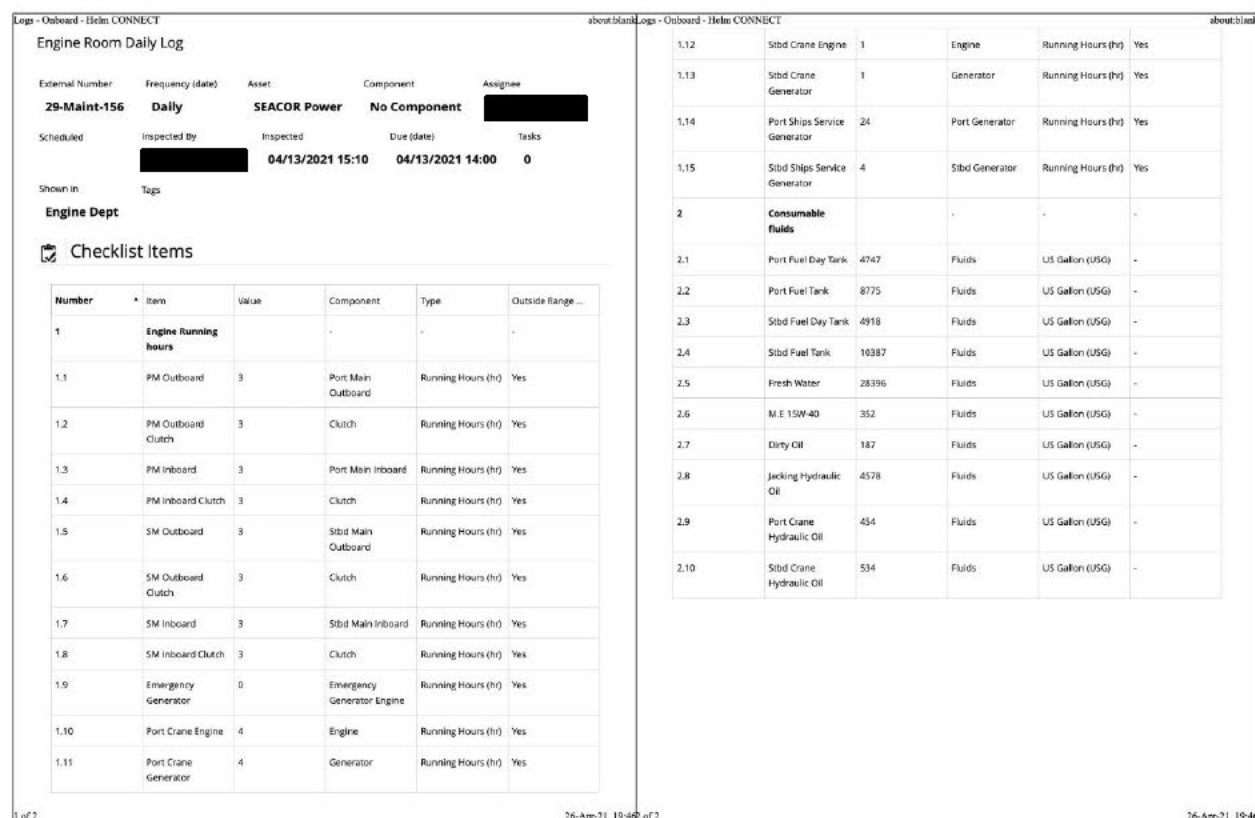 Logs - Onboard - Helm CONNECT about:blank
Engine Room Daily Log
External Number Frequency (date) Asset Component Assignee
29-Maint-156 Daily SEACOR Power No Component
Scheduled Inspected By Inspected Due (date) Tasks
04/13/2021 15:10 04/13/2021 14:00 0
Shown in Tags
Engine Dept
Checklist Items
Number Item Value Component Type Outside Range ...
1 Engine Running - - -
hours
1.1 PM Outboard 3 Port Main Running Hours (hr) Yes
Outboard
1.2 PM Outboard 3 Clutch Running Hours (hr) Yes
Clutch
1.3 PM Inboard 3 Port Main Inboard Running Hours (hr) Yes
1.4 PM Inboard Clutch 3 Clutch Running Hours (hr) Yes
1.5 SM Outboard 3 Stbd Main Running Hours (hr) Yes
Outboard
1.6 SM Outboard 3 Clutch Running Hours (hr) Yes
Clutch
1.7 SM Inboard 3 Stbd Main Inboard Running Hours (hr) Yes
1.8 SM Inboard Clutch 3 Clutch Running Hours (hr) Yes
1.9 Emergency 0 Emergency Running Hours (hr) Yes
Generator Generator Engine
1.10 Port Crane Engine 4 Engine Running Hours (hr) Yes
1.11 Port Crane 4 Generator Running Hours (hr) Yes
Generator
1 of 2 26-Apr-21, 19:46
Logs - Onboard - Helm CONNECT about:blank
1.12 Stbd Crane Engine 1 Engine Running Hours (hr) Yes
1.13 Stbd Crane 1 Generator Running Hours (hr) Yes
Generator
1.14 Port Ships Service 24 Port Generator Running Hours (hr) Yes
Generator
1.15 Stbd Ships Service 4 Stbd Generator Running Hours (hr) Yes
Generator
2 Consumable - - -
fluids
2.1 Port Fuel Day Tank 4747 Fluids US Gallon (USG) -
2.2 Port Fuel Tank 8775 Fluids US Gallon (USG) -
2.3 Stbd Fuel Day Tank 4918 Fluids US Gallon (USG) -
2.4 Stbd Fuel Tank 10387 Fluids US Gallon (USG) -
2.5 Fresh Water 28396 Fluids US Gallon (USG) -
2.6 M.E 15W-40 352 Fluids US Gallon (USG) -
2.7 Dirty Oil 187 Fluids US Gallon (USG) -
2.8 Jacking Hydraulic 4578 Fluids US Gallon (USG) -
Oil
2.9 Port Crane 454 Fluids US Gallon (USG) -
Hydraulic Oil
2.10 Stbd Crane 534 Fluids US Gallon (USG) -
Hydraulic Oil
of 2 26-Apr-21, 19:4